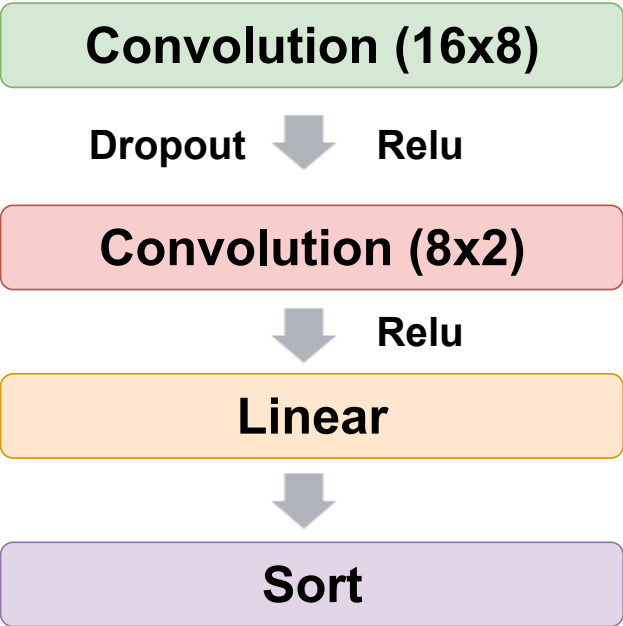 Convolution (16x8)
Dropout Relu
Convolution (8x2)
Relu
Linear
Sort